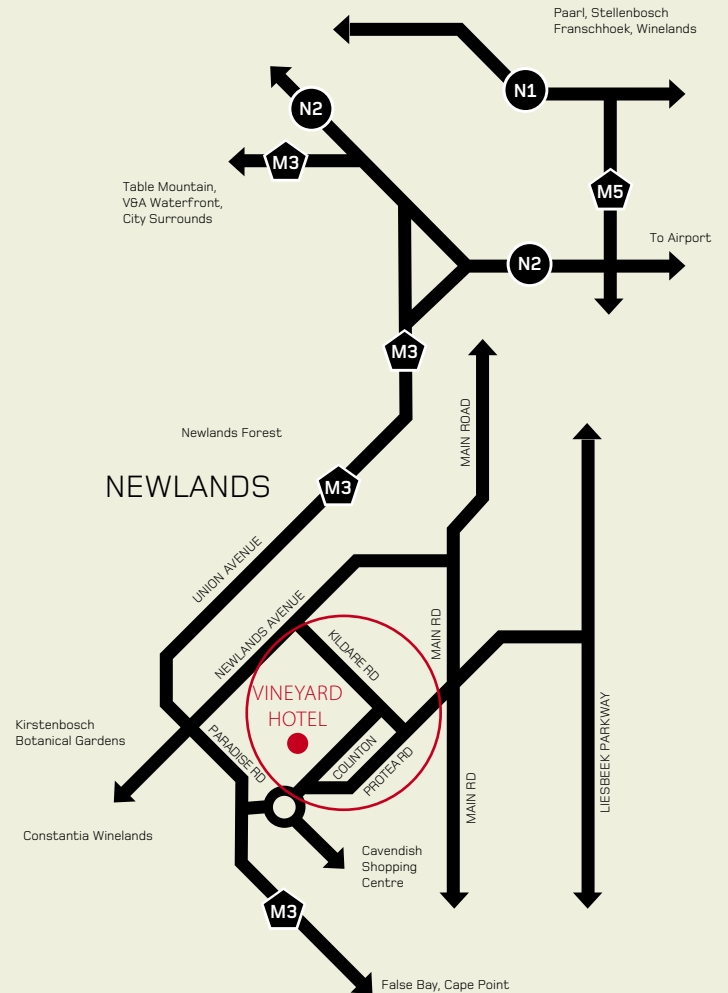 Paarl, Stellenbosch
Franschhoek, Winelands
N1
N2
M3
M5
Table Mountain,
V&A Waterfront,
City Surrounds
To Airport
N2
M3
MAIN ROAD
Newlands Forest
NEWLANDS
M3
UNION AVENUE
NEWLANDS AVENUE
KILDARE RD
MAIN RD
VINEYARD
HOTEL
Kirstenbosch
Botanical Gardens
PARADISE RD
COLINTON
PROTEA RD
MAIN RD
LIESBEEK PARKWAY
Constantia Winelands
Cavendish
Shopping
Centre
M3
False Bay, Cape Point